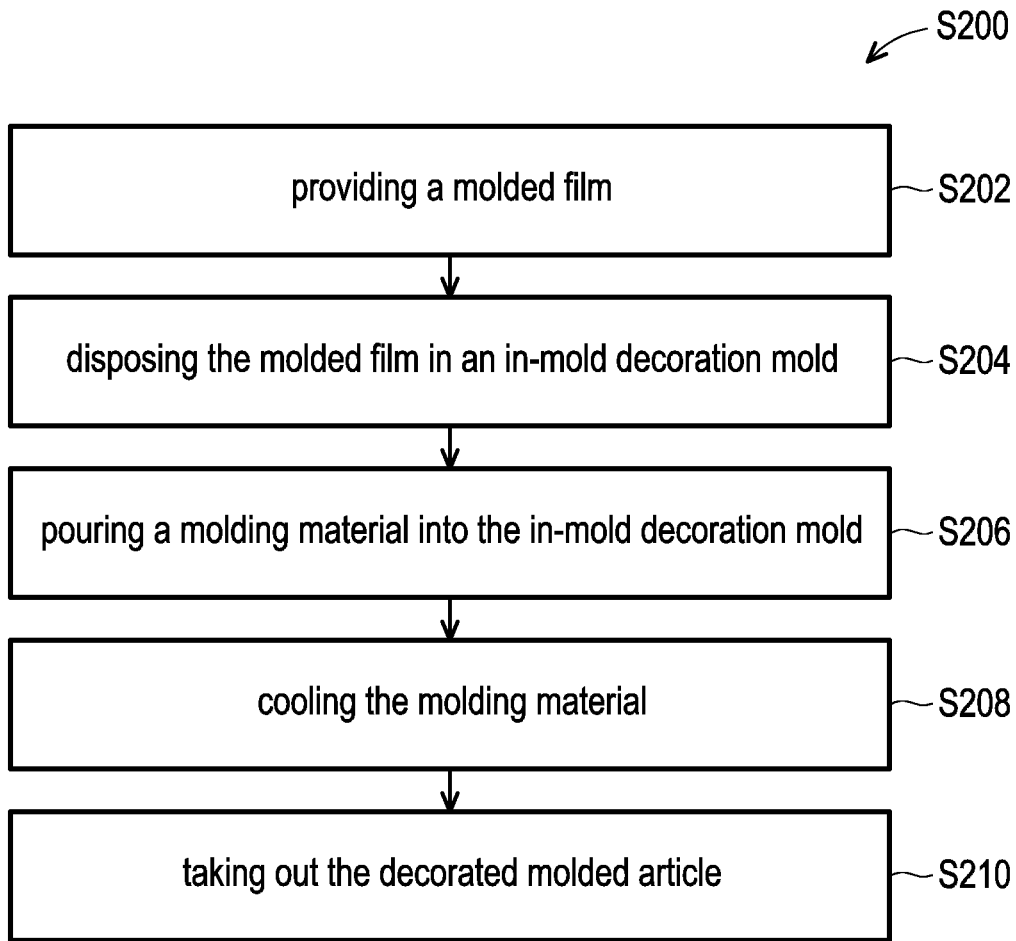 S200
providing a molded film
S202
disposing the molded film in an in-mold decoration mold
S204
pouring a molding material into the in-mold decoration mold
S206
cooling the molding material
S208
taking out the decorated molded article
S210